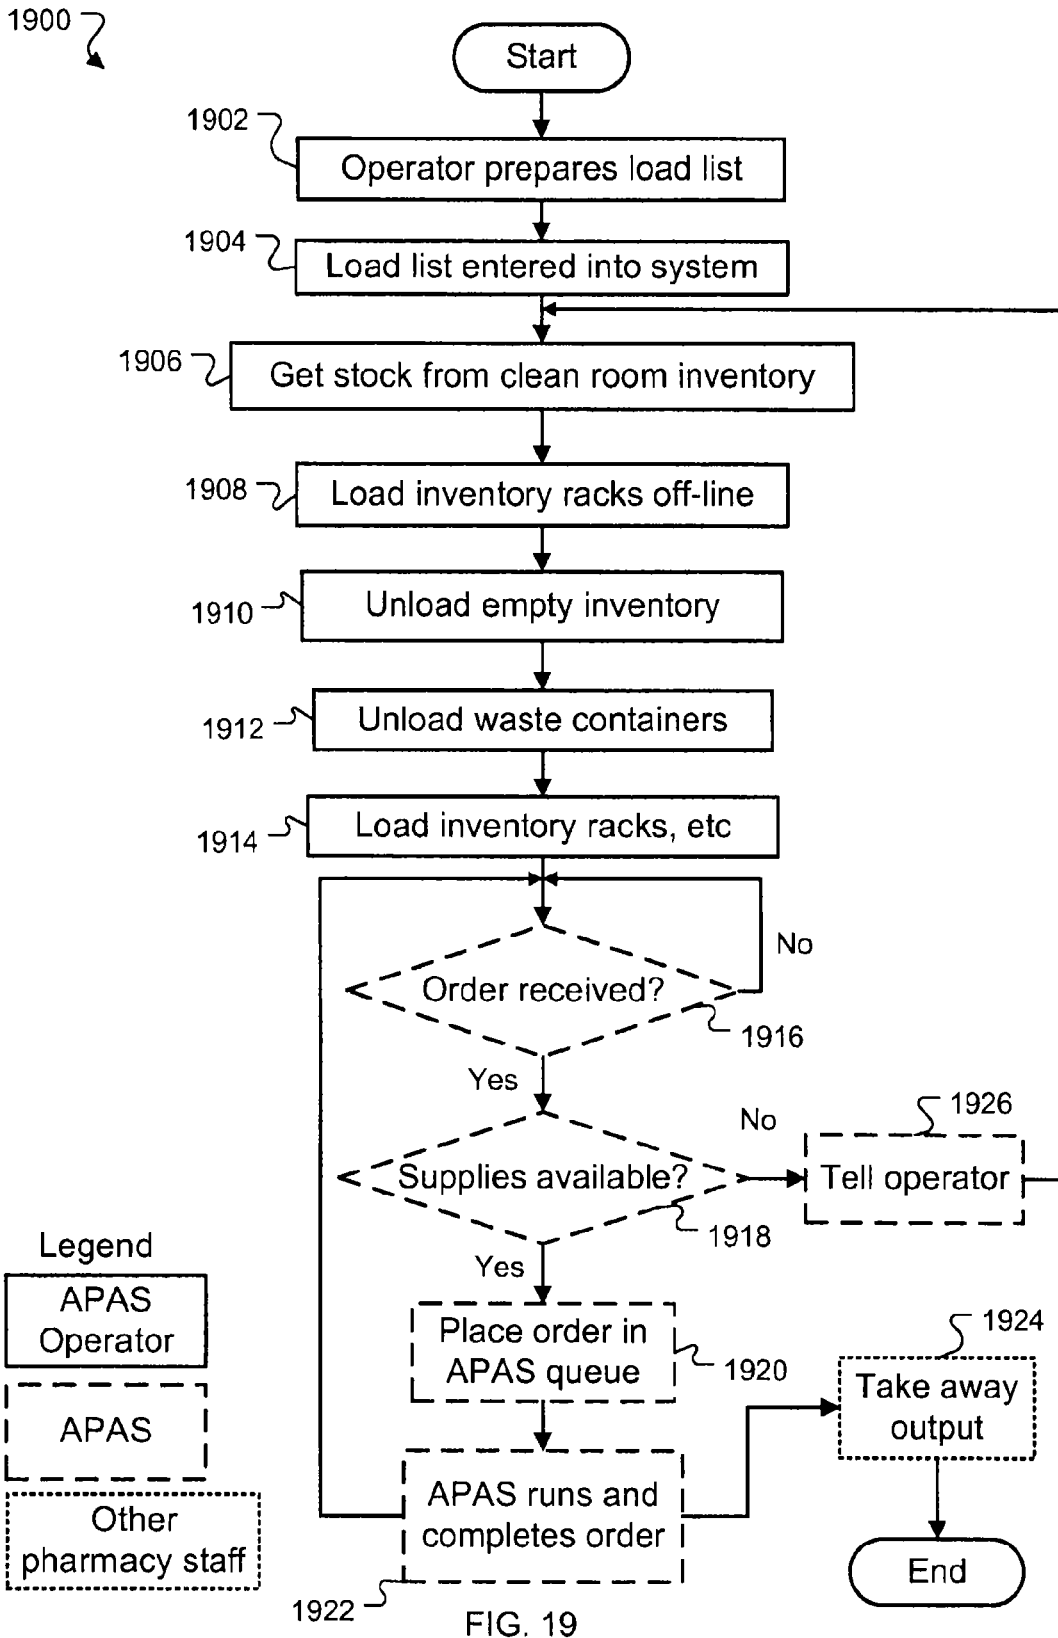 1900
Start
1902
Operator prepares load list
1904
Load list entered into system
1906
Get stock from clean room inventory
1908
Load inventory racks off-line
1910
Unload empty inventory
1912
Unload waste containers
1914
Load inventory racks, etc
No
Order received?
1916
Yes
No
1926
Supplies available?
Tell operator
1918
Yes
Legend
APAS
Operator
APAS
Other
pharmacy staff
Place order in
APAS queue
1920
1924
Take away
output
APAS runs and
completes order
1922
End
FIG. 19